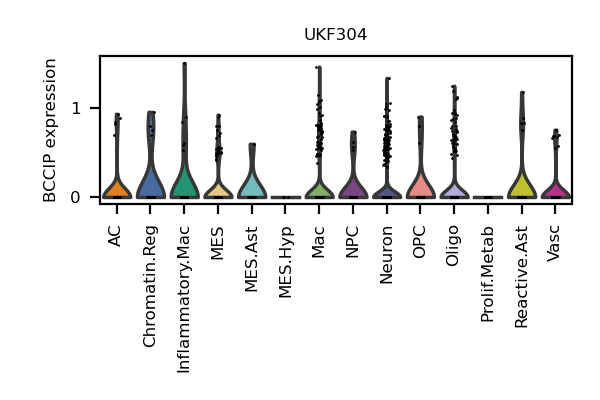 UKF304
BCCIP expression
1
0
AC
Chromatin.Reg
Inflammatory.Mac
MES
MES.Ast
MES.Hyp
Mac
NPC
Neuron
OPC
Oligo
Prolif.Metab
Reactive.Ast
Vasc